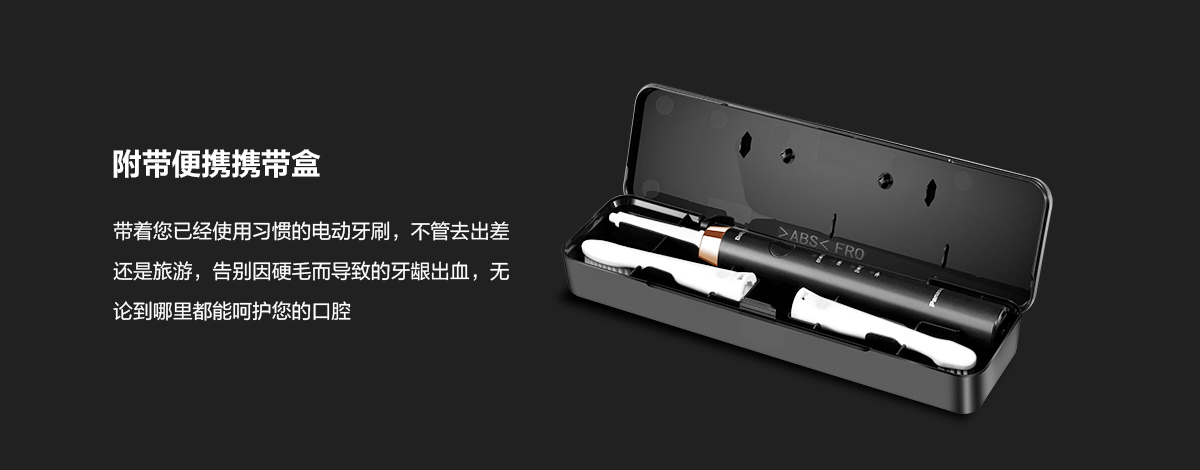 附带便携携带盒
带着您已经使用习惯的电动牙刷，不管去出差
还是旅游，告别因硬毛而导致的牙龈出血，无
论到哪里都能呵护您的口腔
>ABS< FRO